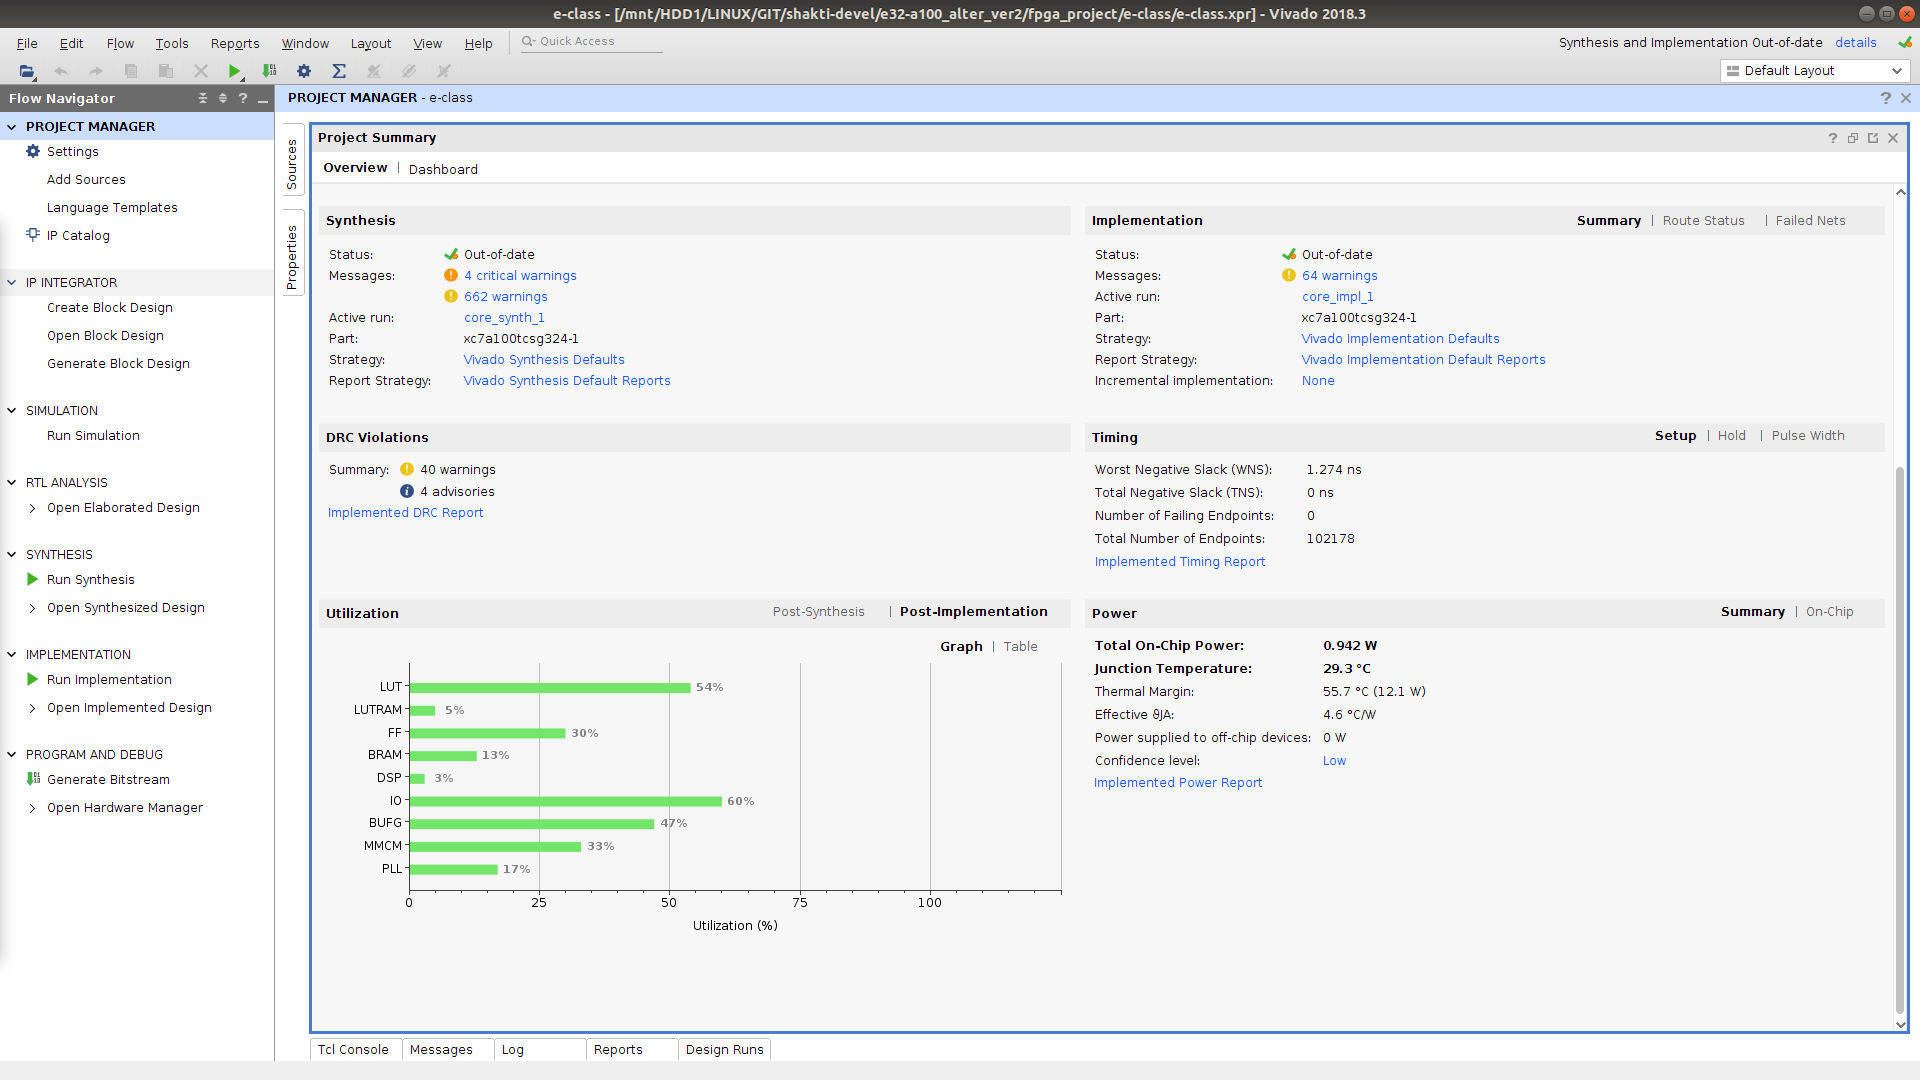 e-class - [/mnt/HDD1/LINUX/GIT/shakti-devel/e32-a100_alter_ver2/fpga_project/e-class/e-class.xpr] - Vivado 2018.3
File Edit Flow Tools Reports Window Layout View Help Quick Access
Synthesis and Implementation Out-of-date details
Default Layout
Flow Navigator
PROJECT MANAGER
Settings
Add Sources
Language Templates
IP Catalog
IP INTEGRATOR
Create Block Design
Open Block Design
Generate Block Design
SIMULATION
Run Simulation
RTL ANALYSIS
Open Elaborated Design
SYNTHESIS
Run Synthesis
Open Synthesized Design
IMPLEMENTATION
Run Implementation
Open Implemented Design
PROGRAM AND DEBUG
Generate Bitstream
Open Hardware Manager
PROJECT MANAGER - e-class
Sources
Properties
Project Summary
Overview | Dashboard
Synthesis
Status: Out-of-date
Messages: 4 critical warnings
662 warnings
Active run: core_synth_1
Part: xc7a100tcsg324-1
Strategy: Vivado Synthesis Defaults
Report Strategy: Vivado Synthesis Default Reports
Implementation Summary | Route Status | Failed Nets
Status: Out-of-date
Messages: 64 warnings
Active run: core_impl_1
Part: xc7a100tcsg324-1
Strategy: Vivado Implementation Defaults
Report Strategy: Vivado Implementation Default Reports
Incremental implementation: None
DRC Violations
Summary: 40 warnings
4 advisories
Implemented DRC Report
Timing Setup | Hold | Pulse Width
Worst Negative Slack (WNS): 1.274 ns
Total Negative Slack (TNS): 0 ns
Number of Failing Endpoints: 0
Total Number of Endpoints: 102178
Implemented Timing Report
Utilization Post-Synthesis | Post-Implementation
Graph | Table
LUT 54%
LUTRAM 5%
FF 30%
BRAM 13%
DSP 3%
IO 60%
BUFG 47%
MMCM 33%
PLL 17%
0 25 50 75 100
Utilization (%)
Power Summary | On-Chip
Total On-Chip Power: 0.942 W
Junction Temperature: 29.3 °C
Thermal Margin: 55.7 °C (12.1 W)
Effective ϑJA: 4.6 °C/W
Power supplied to off-chip devices: 0 W
Confidence level: Low
Implemented Power Report
Tcl Console Messages Log Reports Design Runs